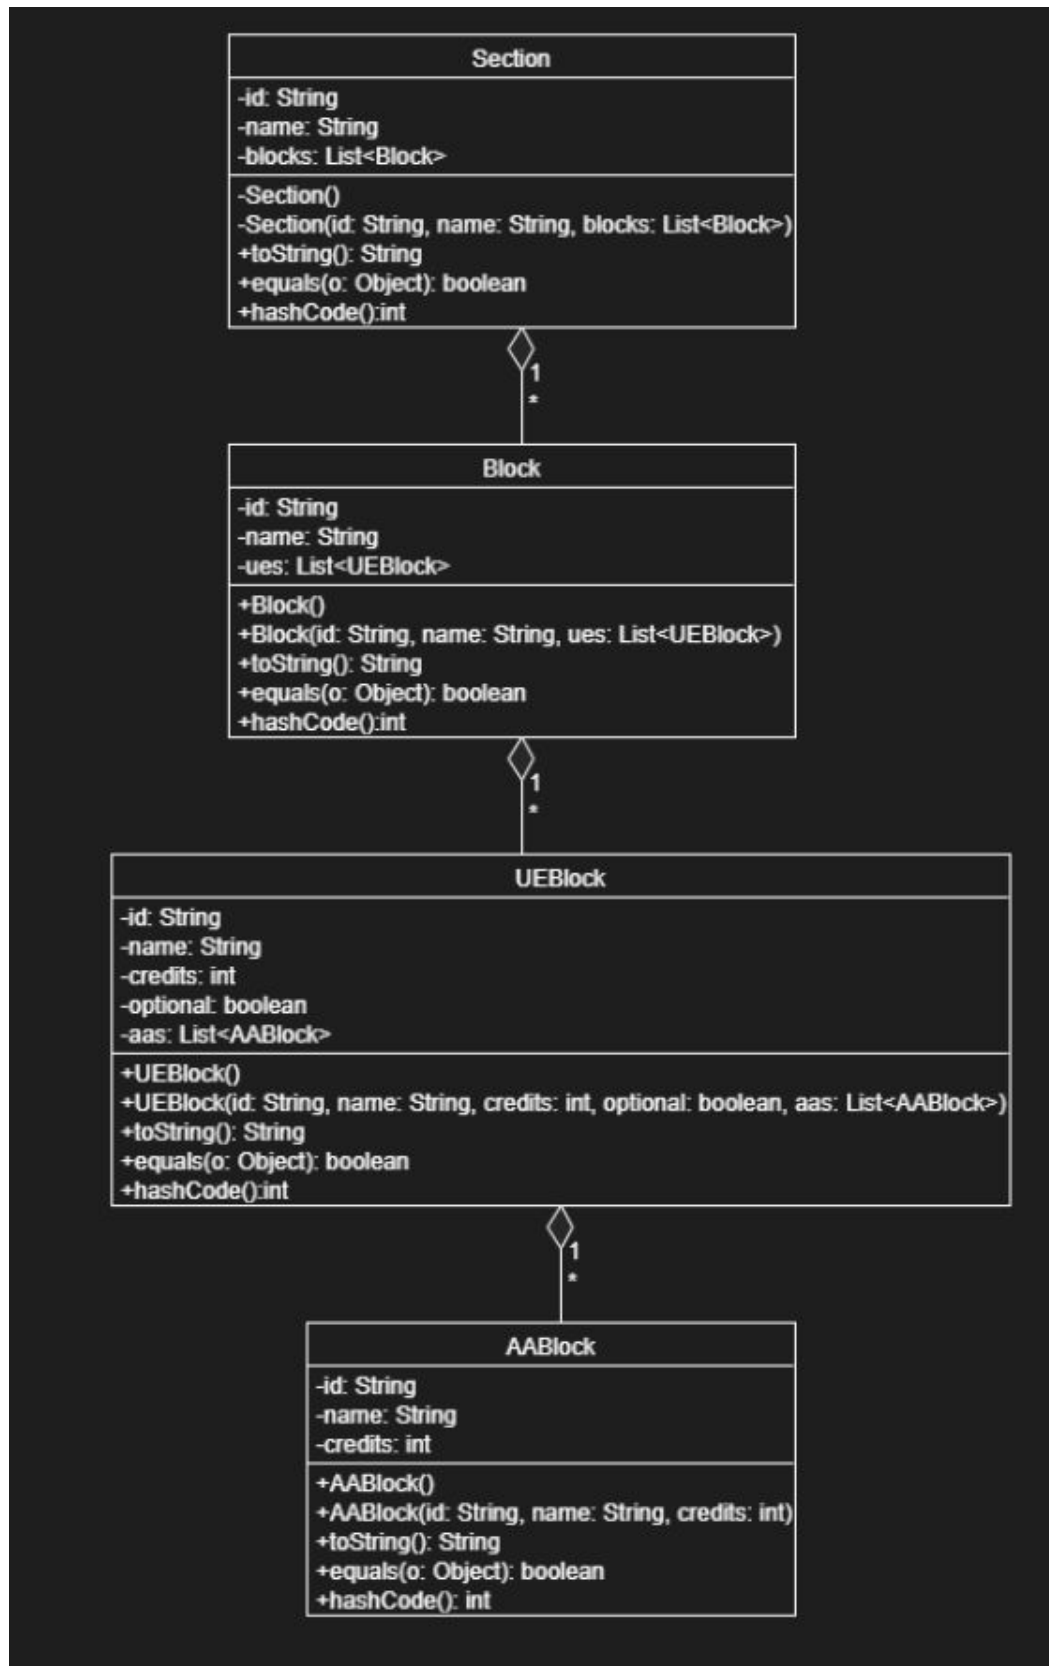 Section
-id: String
-name: String
-blocks: List<Block>
-Section()
-Section(id: String, name: String, blocks: List<Block>)
+toString(): String
+equals(o: Object): boolean
+hashCode():int
1
*
Block
-id: String
-name: String
-ues: List<UEBlock>
+Block()
+Block(id: String, name: String, ues: List<UEBlock>)
+toString(): String
+equals(o: Object): boolean
+hashCode():int
1
*
UEBlock
-id: String
-name: String
-credits: int
-optional: boolean
-aas: List<AABlock>
+UEBlock()
+UEBlock(id: String, name: String, credits: int, optional: boolean, aas: List<AABlock>)
+toString(): String
+equals(o: Object): boolean
+hashCode():int
1
*
AABlock
-id: String
-name: String
-credits: int
+AABlock()
+AABlock(id: String, name: String, credits: int)
+toString(): String
+equals(o: Object): boolean
+hashCode(): int